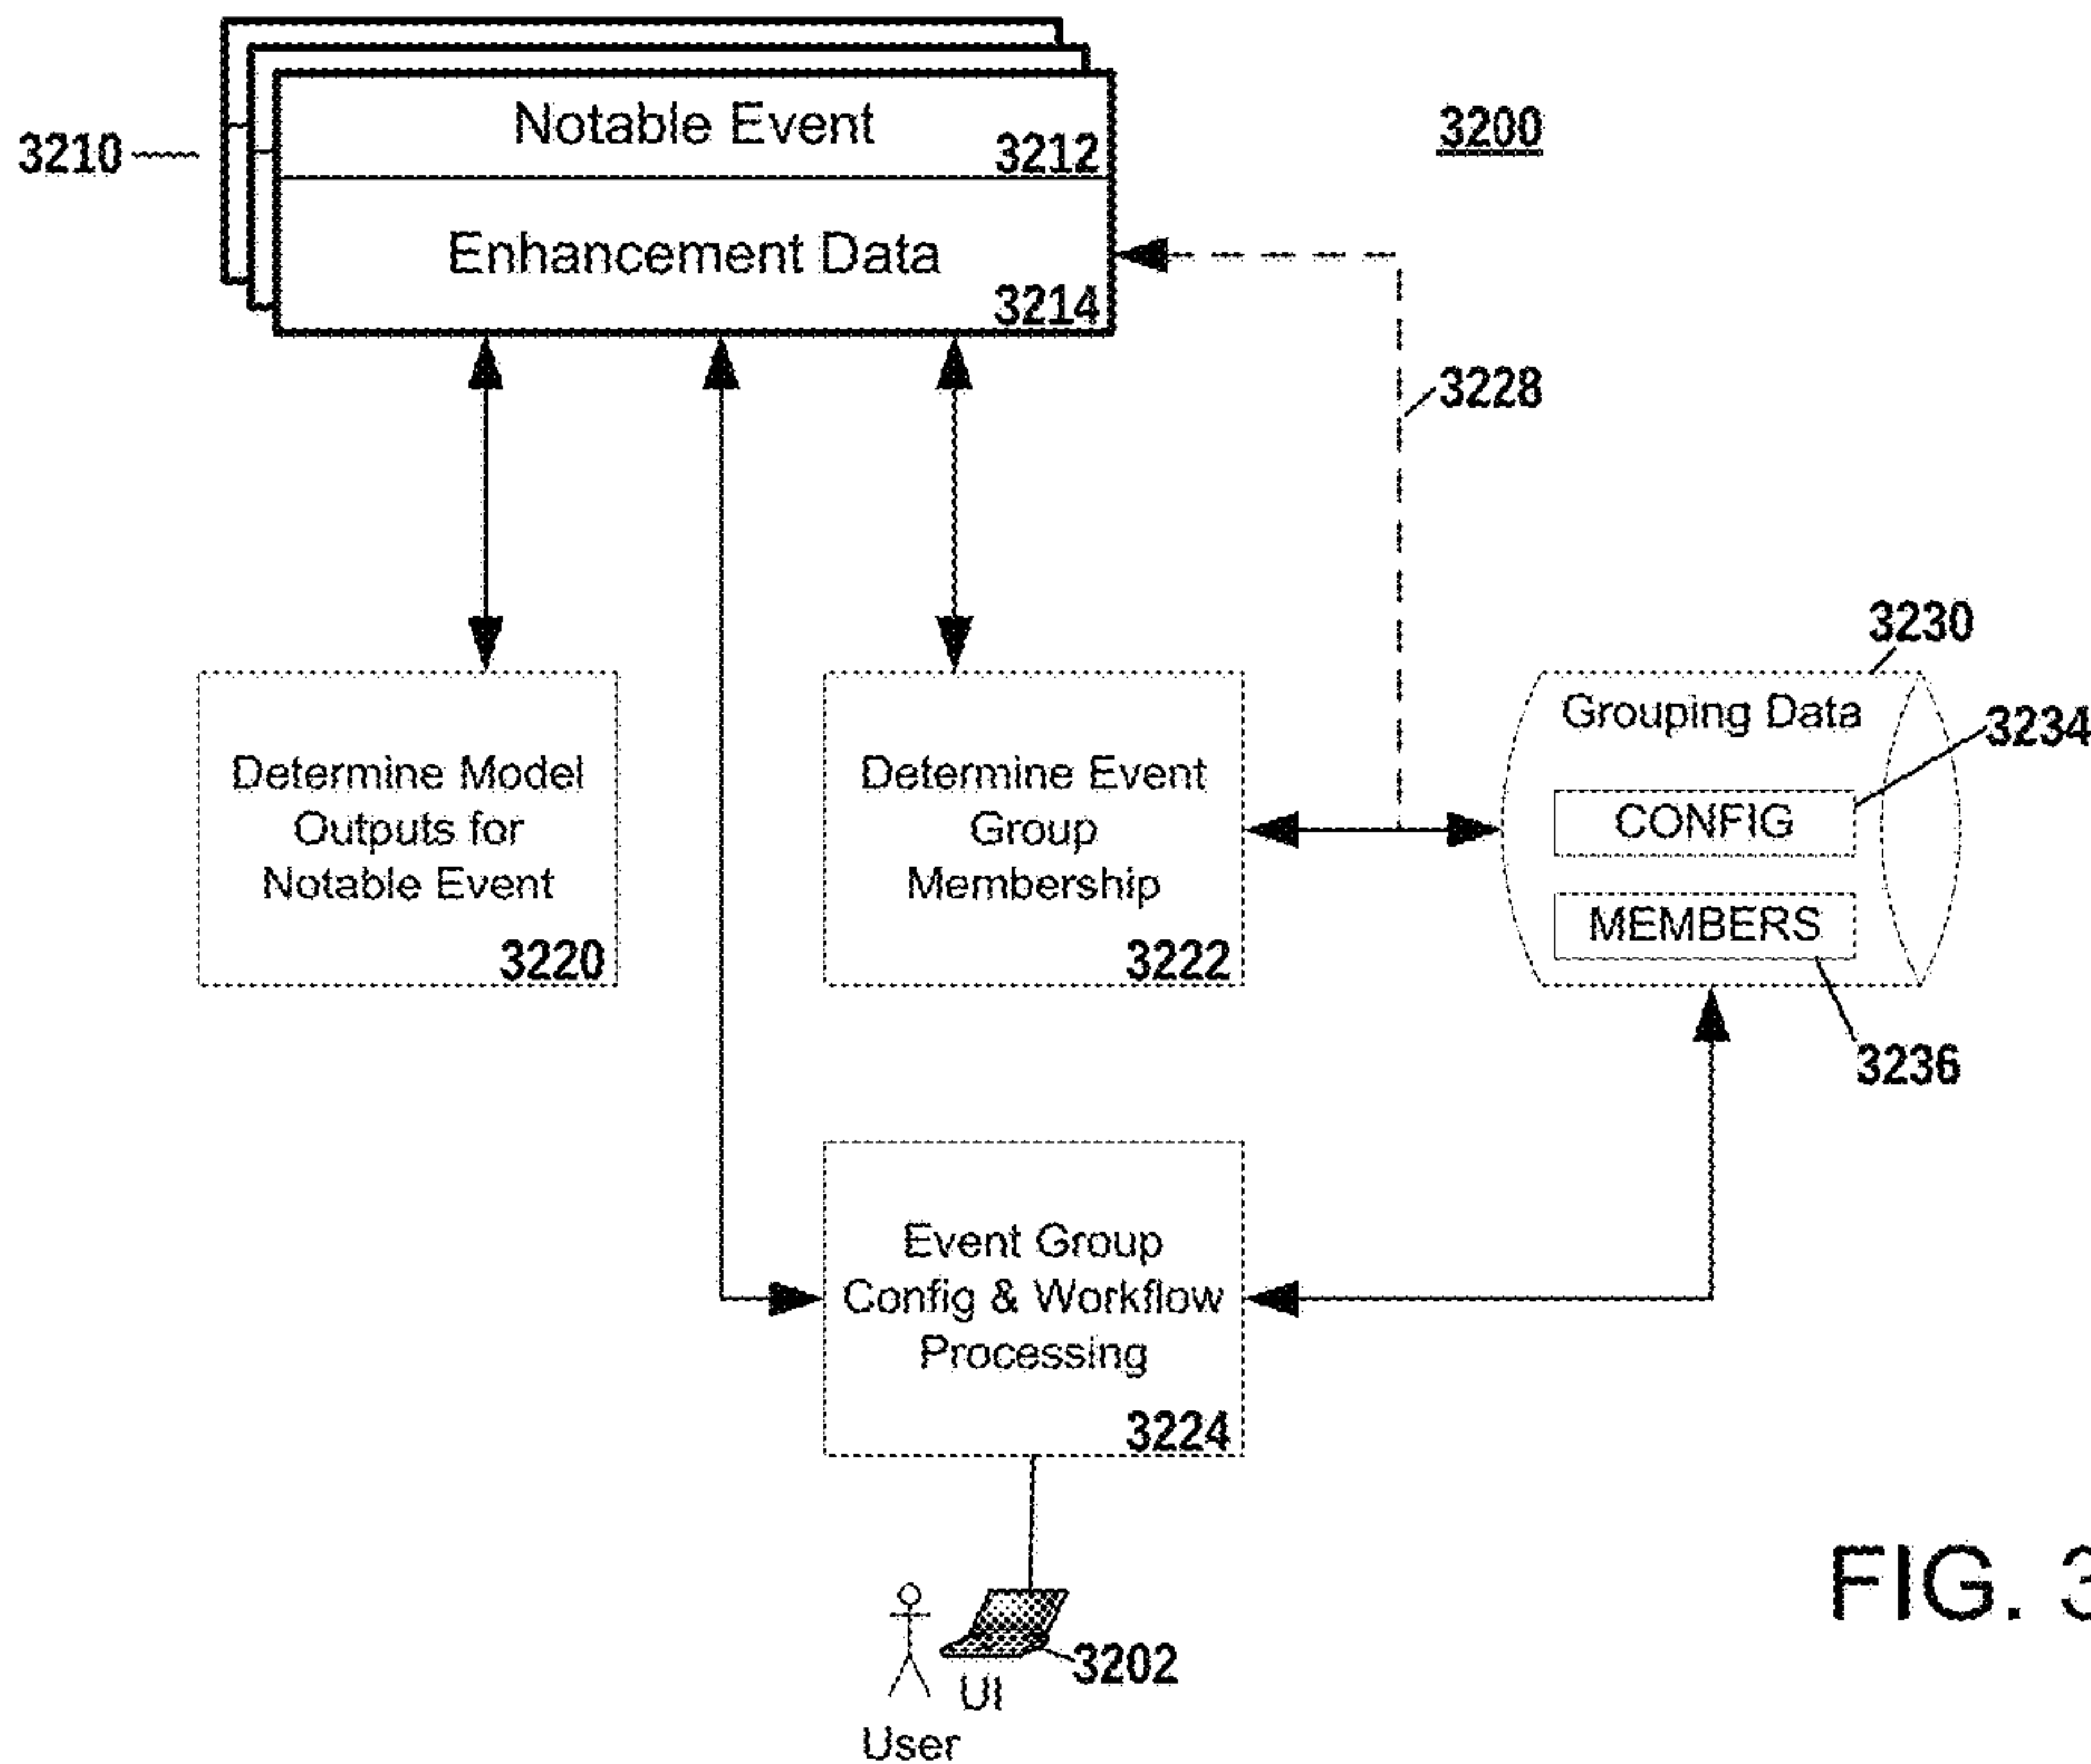 3210
Notable Event
3212
3200
Enhancement Data
3214
3228
3230
Grouping Data
3234
CONFIG
MEMBERS
3236
Determine Model
Outputs for
Notable Event
3220
Determine Event
Group
Membership
3222
Event Group
Config & Workflow
Processing
3224
3202
UI
User
FIG.